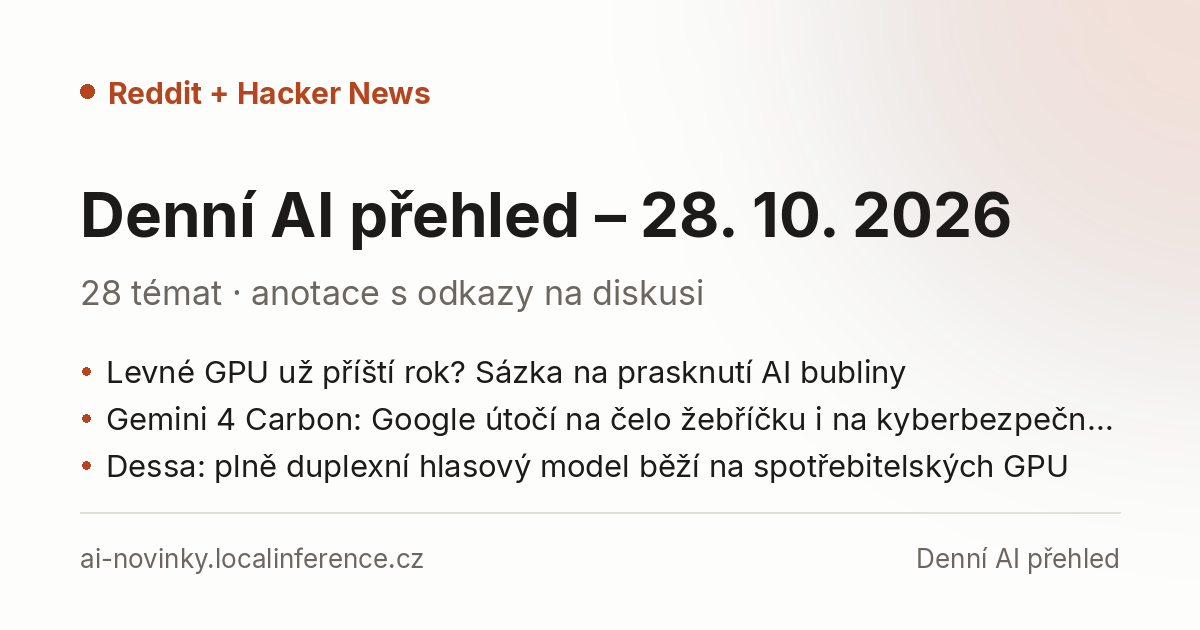 Reddit + Hacker News
Denní AI přehled – 28. 10. 2026
28 témat · anotace s odkazy na diskusi
• Levné GPU už příští rok? Sázka na prasknutí AI bubliny
• Gemini 4 Carbon: Google útočí na čelo žebříčku i na kyberbezpečn...
• Dessa: plně duplexní hlasový model běží na spotřebitelských GPU
ai-novinky.localinference.cz
Denní AI přehled